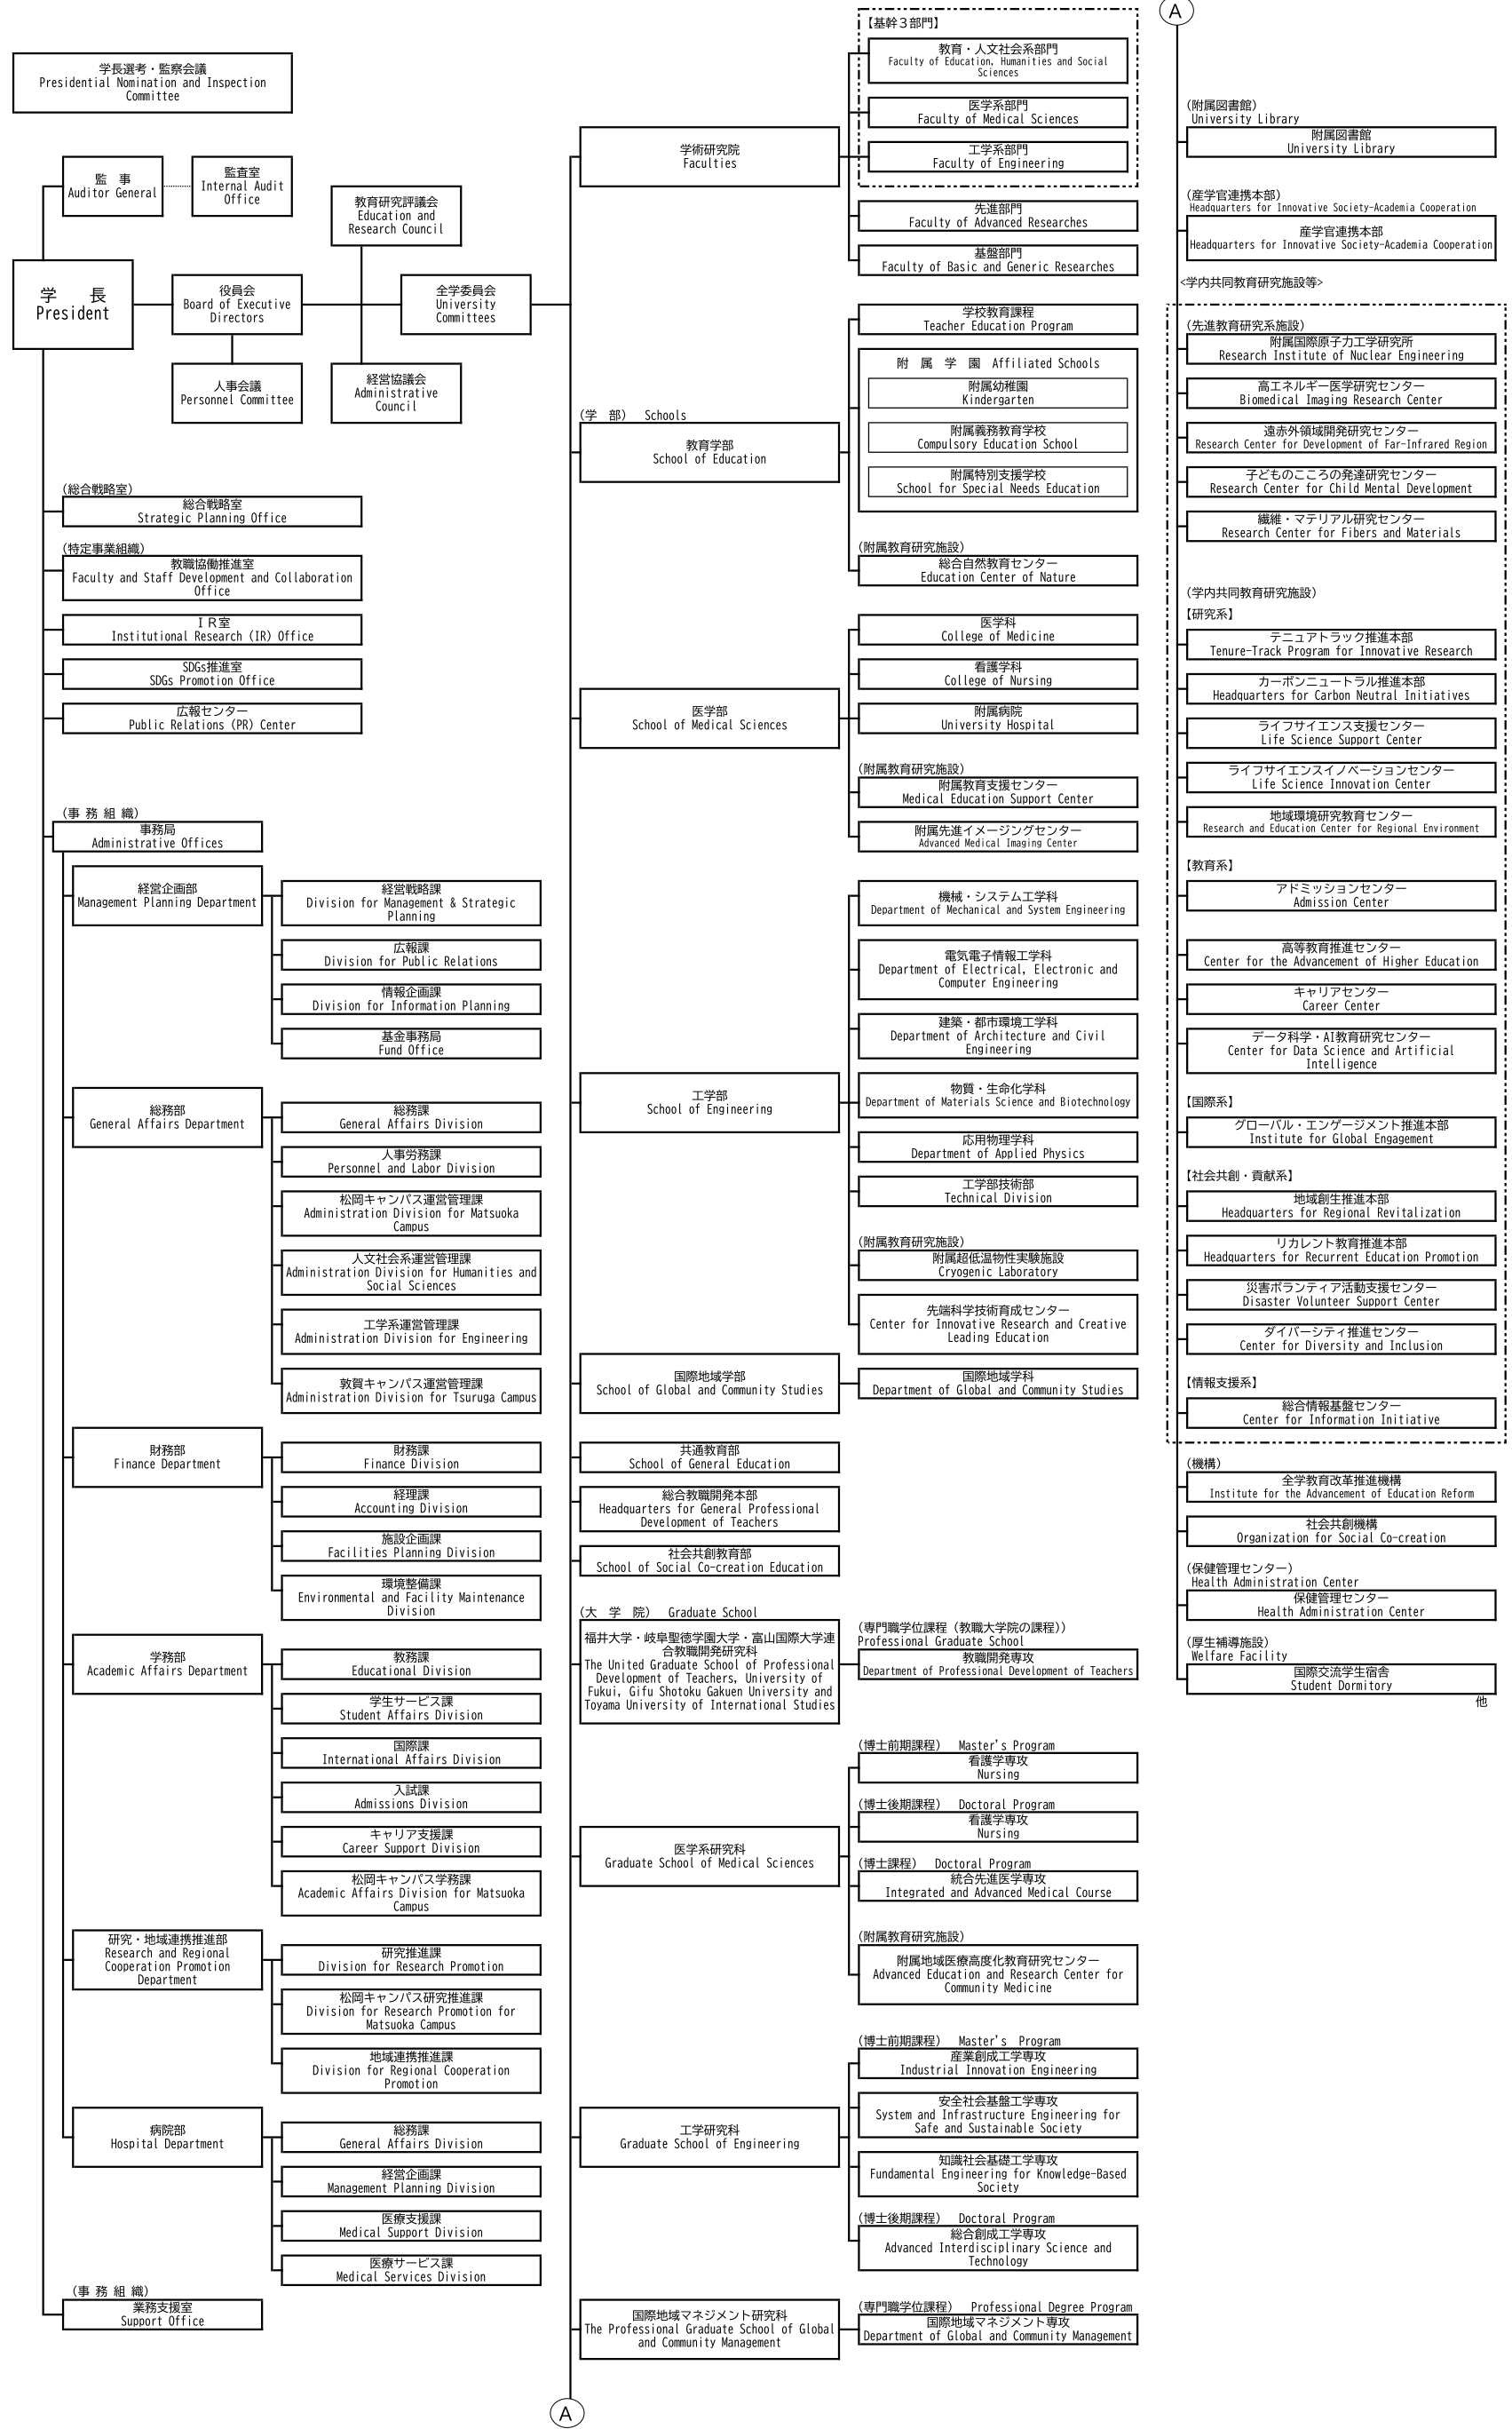 学長選考・監察会議
Presidential Nomination and Inspection
Committee
監　事
Auditor General
監査室
Internal Audit
Office
教育研究評議会
Education and
Research Council
学　長
President
役員会
Board of Executive
Directors
全学委員会
University
Committees
人事会議
Personnel Committee
経営協議会
Administrative
Council
(総合戦略室)
総合戦略室
Strategic Planning Office
(特定事業組織)
教職協働推進室
Faculty and Staff Development and Collaboration
Office
ＩＲ室
Institutional Research (IR) Office
SDGs推進室
SDGs Promotion Office
広報センター
Public Relations (PR) Center
(事 務 組 織)
事務局
Administrative Offices
経営企画部
Management Planning Department
経営戦略課
Division for Management & Strategic
Planning
広報課
Division for Public Relations
情報企画課
Division for Information Planning
基金事務局
Fund Office
総務部
General Affairs Department
総務課
General Affairs Division
人事労務課
Personnel and Labor Division
松岡キャンパス運営管理課
Administration Division for Matsuoka
Campus
人文社会系運営管理課
Administration Division for Humanities and
Social Sciences
工学系運営管理課
Administration Division for Engineering
敦賀キャンパス運営管理課
Administration Division for Tsuruga Campus
財務部
Finance Department
財務課
Finance Division
経理課
Accounting Division
施設企画課
Facilities Planning Division
環境整備課
Environmental and Facility Maintenance
Division
学務部
Academic Affairs Department
教務課
Educational Division
学生サービス課
Student Affairs Division
国際課
International Affairs Division
入試課
Admissions Division
キャリア支援課
Career Support Division
松岡キャンパス学務課
Academic Affairs Division for Matsuoka
Campus
研究・地域連携推進部
Research and Regional
Cooperation Promotion
Department
研究推進課
Division for Research Promotion
松岡キャンパス研究推進課
Division for Research Promotion for
Matsuoka Campus
地域連携推進課
Division for Regional Cooperation
Promotion
病院部
Hospital Department
総務課
General Affairs Division
経営企画課
Management Planning Division
医療支援課
Medical Support Division
医療サービス課
Medical Services Division
(事 務 組 織)
業務支援室
Support Office
学術研究院
Faculties
【基幹３部門】
教育・人文社会系部門
Faculty of Education, Humanities and Social
Sciences
医学系部門
Faculty of Medical Sciences
工学系部門
Faculty of Engineering
先進部門
Faculty of Advanced Researches
基盤部門
Faculty of Basic and Generic Researches
(学　部)　Schools
教育学部
School of Education
学校教育課程
Teacher Education Program
附　属　学　園　Affiliated Schools
附属幼稚園
Kindergarten
附属義務教育学校
Compulsory Education School
附属特別支援学校
School for Special Needs Education
(附属教育研究施設)
総合自然教育センター
Education Center of Nature
医学部
School of Medical Sciences
医学科
College of Medicine
看護学科
College of Nursing
附属病院
University Hospital
(附属教育研究施設)
附属教育支援センター
Medical Education Support Center
附属先進イメージングセンター
Advanced Medical Imaging Center
工学部
School of Engineering
機械・システム工学科
Department of Mechanical and System Engineering
電気電子情報工学科
Department of Electrical, Electronic and
Computer Engineering
建築・都市環境工学科
Department of Architecture and Civil
Engineering
物質・生命化学科
Department of Materials Science and Biotechnology
応用物理学科
Department of Applied Physics
工学部技術部
Technical Division
(附属教育研究施設)
附属超低温物性実験施設
Cryogenic Laboratory
先端科学技術育成センター
Center for Innovative Research and Creative
Leading Education
国際地域学部
School of Global and Community Studies
国際地域学科
Department of Global and Community Studies
共通教育部
School of General Education
総合教職開発本部
Headquarters for General Professional
Development of Teachers
社会共創教育部
School of Social Co-creation Education
(大　学　院)　Graduate School
福井大学・岐阜聖徳学園大学・富山国際大学連
合教職開発研究科
The United Graduate School of Professional
Development of Teachers, University of
Fukui, Gifu Shotoku Gakuen University and
Toyama University of International Studies
(専門職学位課程（教職大学院の課程）)
Professional Graduate School
教職開発専攻
Department of Professional Development of Teachers
医学系研究科
Graduate School of Medical Sciences
(博士前期課程)　Master's Program
看護学専攻
Nursing
(博士後期課程)　Doctoral Program
看護学専攻
Nursing
(博士課程)　Doctoral Program
統合先進医学専攻
Integrated and Advanced Medical Course
(附属教育研究施設)
附属地域医療高度化教育研究センター
Advanced Education and Research Center for
Community Medicine
工学研究科
Graduate School of Engineering
(博士前期課程)　Master's Program
産業創成工学専攻
Industrial Innovation Engineering
安全社会基盤工学専攻
System and Infrastructure Engineering for
Safe and Sustainable Society
知識社会基礎工学専攻
Fundamental Engineering for Knowledge-Based
Society
(博士後期課程)　Doctoral Program
総合創成工学専攻
Advanced Interdisciplinary Science and
Technology
国際地域マネジメント研究科
The Professional Graduate School of Global
and Community Management
(専門職学位課程)　Professional Degree Program
国際地域マネジメント専攻
Department of Global and Community Management
A
A
(附属図書館)
University Library
附属図書館
University Library
(産学官連携本部)
Headquarters for Innovative Society-Academia Cooperation
産学官連携本部
Headquarters for Innovative Society-Academia Cooperation
<学内共同教育研究施設等>
(先進教育研究系施設)
附属国際原子力工学研究所
Research Institute of Nuclear Engineering
高エネルギー医学研究センター
Biomedical Imaging Research Center
遠赤外領域開発研究センター
Research Center for Development of Far-Infrared Region
子どものこころの発達研究センター
Research Center for Child Mental Development
繊維・マテリアル研究センター
Research Center for Fibers and Materials
(学内共同教育研究施設)
【研究系】
テニュアトラック推進本部
Tenure-Track Program for Innovative Research
カーボンニュートラル推進本部
Headquarters for Carbon Neutral Initiatives
ライフサイエンス支援センター
Life Science Support Center
ライフサイエンスイノベーションセンター
Life Science Innovation Center
地域環境研究教育センター
Research and Education Center for Regional Environment
【教育系】
アドミッションセンター
Admission Center
高等教育推進センター
Center for the Advancement of Higher Education
キャリアセンター
Career Center
データ科学・AI教育研究センター
Center for Data Science and Artificial
Intelligence
【国際系】
グローバル・エンゲージメント推進本部
Institute for Global Engagement
【社会共創・貢献系】
地域創生推進本部
Headquarters for Regional Revitalization
リカレント教育推進本部
Headquarters for Recurrent Education Promotion
災害ボランティア活動支援センター
Disaster Volunteer Support Center
ダイバーシティ推進センター
Center for Diversity and Inclusion
【情報支援系】
総合情報基盤センター
Center for Information Initiative
(機構)
全学教育改革推進機構
Institute for the Advancement of Education Reform
社会共創機構
Organization for Social Co-creation
(保健管理センター)
Health Administration Center
保健管理センター
Health Administration Center
(厚生補導施設)
Welfare Facility
国際交流学生宿舎
Student Dormitory
他